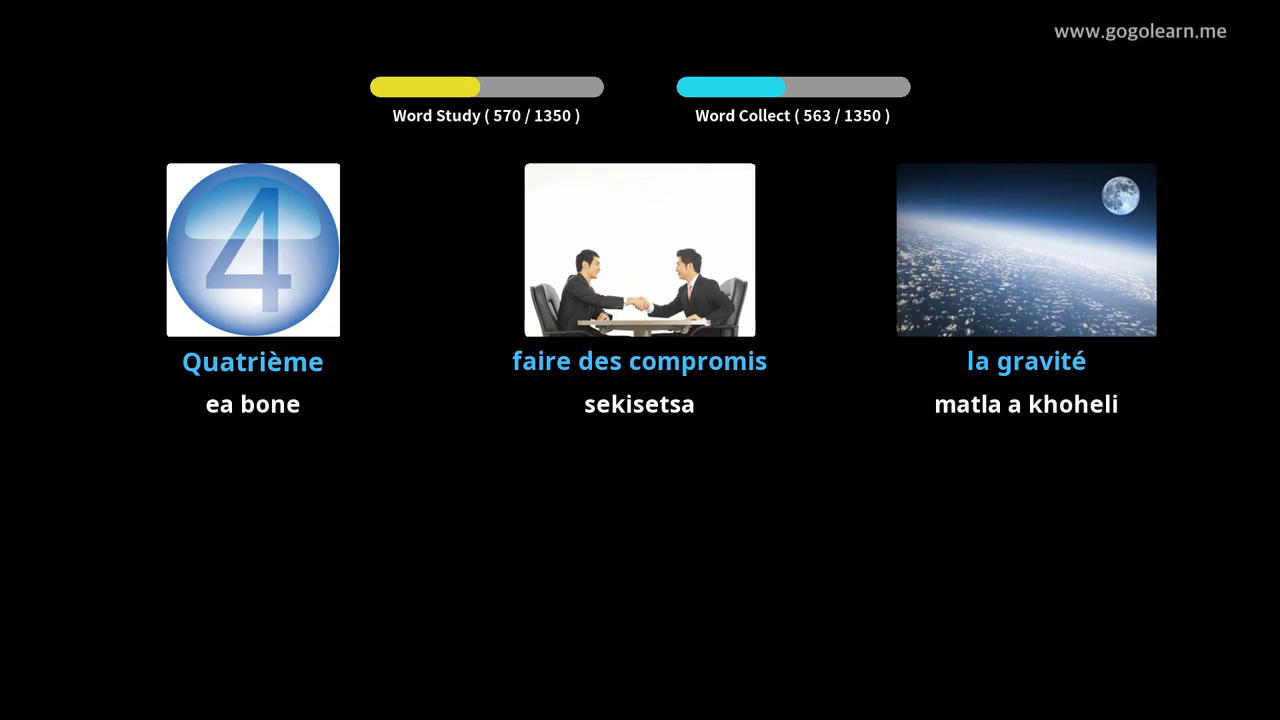 www.gogolearn.me
Word Study ( 570 / 1350 )
Word Collect ( 563 / 1350 )
4
Quatrième
faire des compromis
la gravité
ea bone
sekisetsa
matla a khoheli